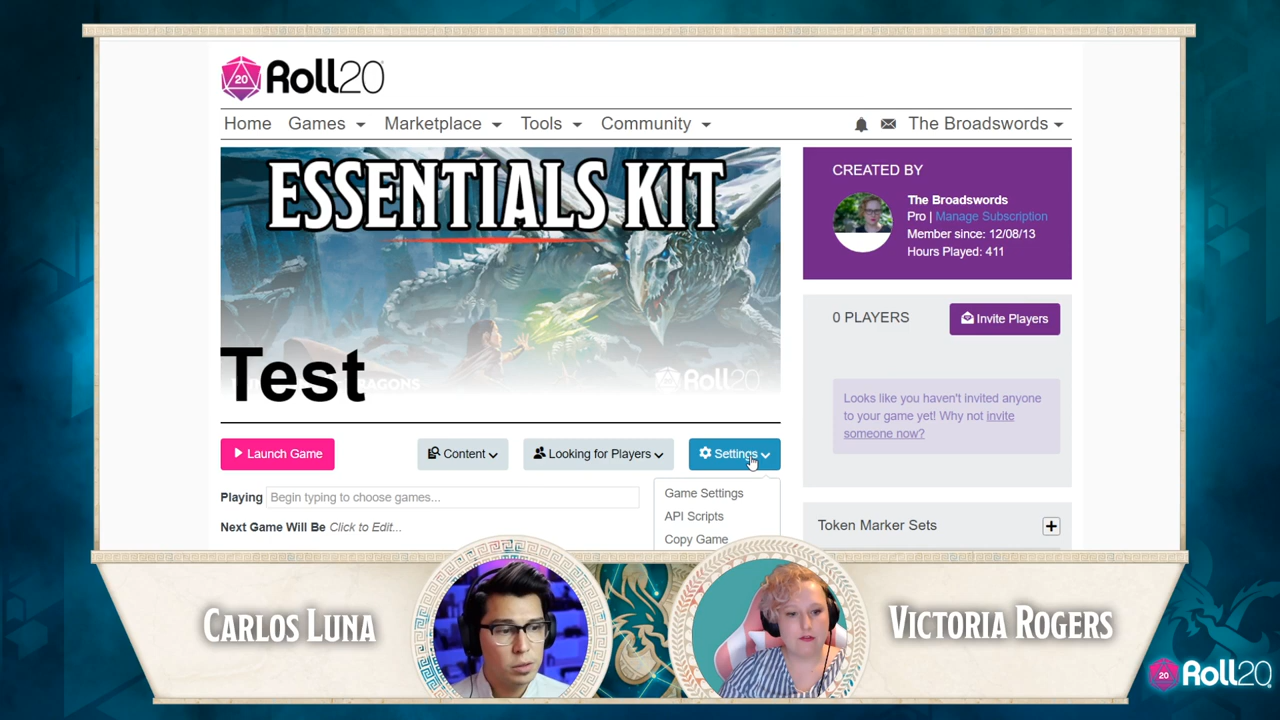 20
Roll20
Home Games Marketplace Tools Community The Broadswords
ESSENTIALS KIT
Test
Roll20
CREATED BY
The Broadswords
Pro | Manage Subscription
Member since: 12/08/13
Hours Played: 411
0 PLAYERS
Invite Players
Looks like you haven't invited anyone
to your game yet! Why not invite
someone now?
Launch Game Content Looking for Players Settings
Playing Begin typing to choose games...
Next Game Will Be Click to Edit...
Game Settings
API Scripts
Copy Game
Token Marker Sets
CARLOS LUNA
VICTORIA ROGERS
20
Roll20